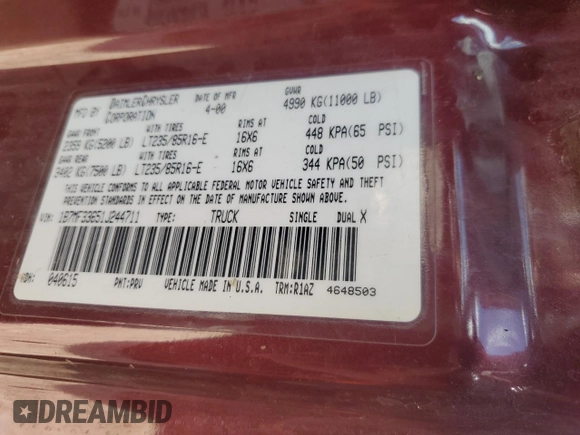 MFD BY DAIMLERCHRYSLER CORPORATION DATE OF MFR 4-00 GVWR 4990 KG(11000 LB)
GAWR FRONT WITH TIRES RIMS AT COLD
2359 KG(5200 LB) LT235/85R16-E 16X6 448 KPA(65 PSI)
GAWR REAR WITH TIRES RIMS AT COLD
3402 KG(7500 LB) LT235/85R16-E 16X6 344 KPA(50 PSI)
THIS VEHICLE CONFORMS TO ALL APPLICABLE FEDERAL MOTOR VEHICLE SAFETY AND THEFT
PREVENTION STANDARDS IN EFFECT ON THE DATE OF MANUFACTURE SHOWN ABOVE.
VIN: 1B7MF33651J244711 TYPE: TRUCK SINGLE DUAL X
MDH: 040615 PNT:PRV VEHICLE MADE IN U.S.A. TRM:R1AZ 4648503
DREAMBID